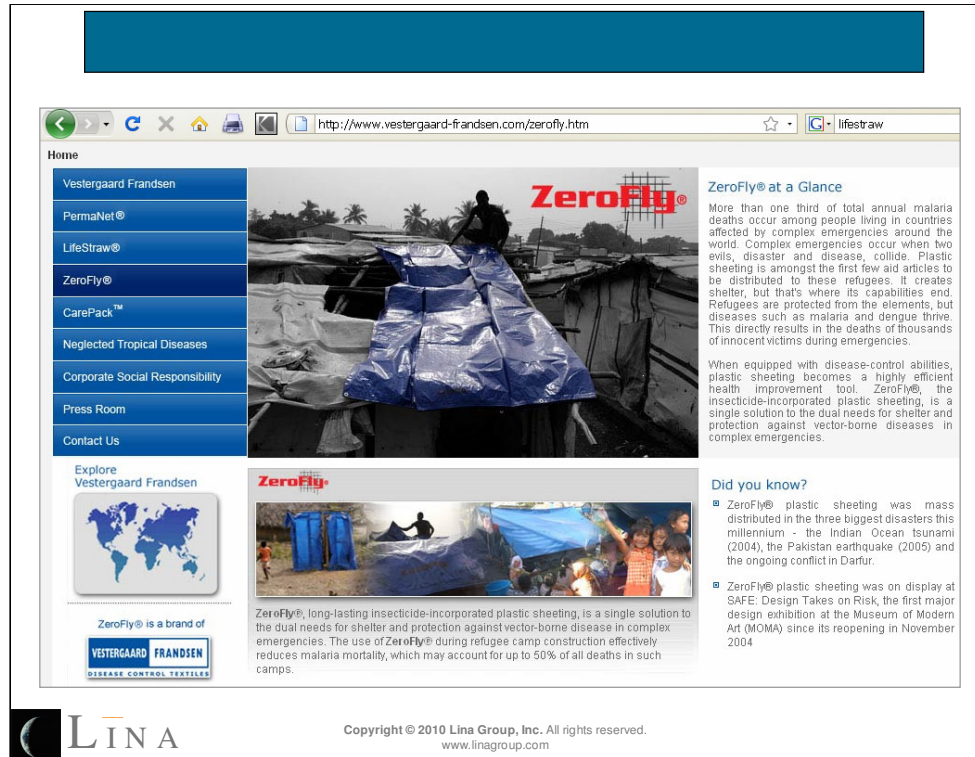 http://www.vestergaard-frandsen.com/zerofly.htm
G
lifestraw
Home
Vestergaard Frandsen
PermaNet®
LifeStraw®
ZeroFly®
CarePack™
Neglected Tropical Diseases
Corporate Social Responsibility
Press Room
Contact Us
Explore
Vestergaard Frandsen
ZeroFly® is a brand of
VESTERGAARD FRANDSEN
DISEASE CONTROL TEXTILES
ZeroFly®
ZeroFly®
ZeroFly®, long-lasting insecticide-incorporated plastic sheeting, is a single solution to
the dual needs for shelter and protection against vector-borne disease in complex
emergencies. The use of ZeroFly® during refugee camp construction effectively
reduces malaria mortality, which may account for up to 50% of all deaths in such
camps.
ZeroFly® at a Glance
More than one third of total annual malaria
deaths occur among people living in countries
affected by complex emergencies around the
world. Complex emergencies occur when two
evils, disaster and disease, collide. Plastic
sheeting is amongst the first few aid articles to
be distributed to these refugees. It creates
shelter, but that's where its capabilities end.
Refugees are protected from the elements, but
diseases such as malaria and dengue thrive.
This directly results in the deaths of thousands
of innocent victims during emergencies.
When equipped with disease-control abilities,
plastic sheeting becomes a highly efficient
health improvement tool. ZeroFly®, the
insecticide-incorporated plastic sheeting, is a
single solution to the dual needs for shelter and
protection against vector-borne diseases in
complex emergencies.
Did you know?
ZeroFly® plastic sheeting was mass
distributed in the three biggest disasters this
millennium - the Indian Ocean tsunami
(2004), the Pakistan earthquake (2005) and
the ongoing conflict in Darfur.
ZeroFly® plastic sheeting was on display at
SAFE: Design Takes on Risk, the first major
design exhibition at the Museum of Modern
Art (MOMA) since its reopening in November
2004
LĪNA
Copyright © 2010 Lina Group, Inc. All rights reserved.
www.linagroup.com